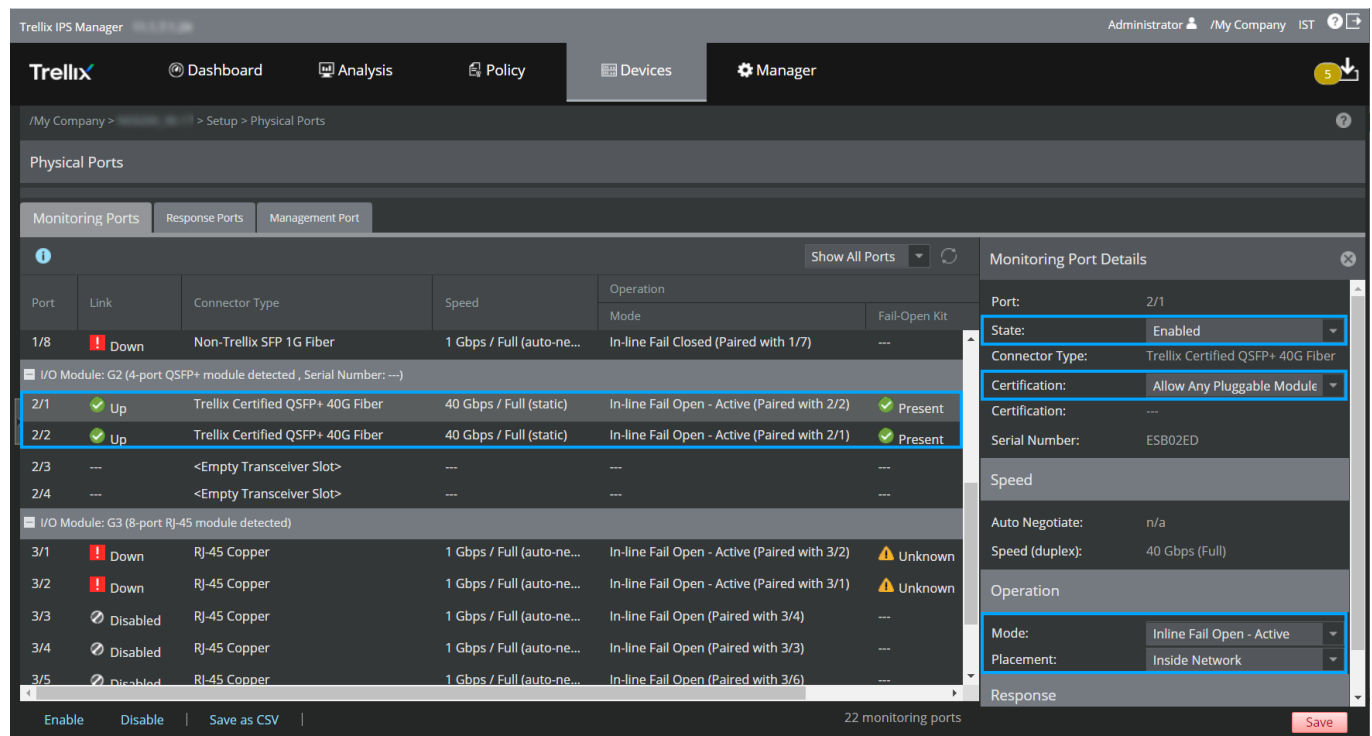 Trellix IPS Manager
Administrator /My Company IST
Trellix Dashboard Analysis Policy Devices Manager 5
/My Company > > Setup > Physical Ports
Physical Ports
Monitoring Ports Response Ports Management Port
Show All Ports
Port Link Connector Type Speed Operation
Mode Fail-Open Kit
1/8 Down Non-Trellix SFP 1G Fiber 1 Gbps / Full (auto-ne... In-line Fail Closed (Paired with 1/7) ---
I/O Module: G2 (4-port QSFP+ module detected , Serial Number: ---)
2/1 Up Trellix Certified QSFP+ 40G Fiber 40 Gbps / Full (static) In-line Fail Open - Active (Paired with 2/2) Present
2/2 Up Trellix Certified QSFP+ 40G Fiber 40 Gbps / Full (static) In-line Fail Open - Active (Paired with 2/1) Present
2/3 --- <Empty Transceiver Slot> --- --- ---
2/4 --- <Empty Transceiver Slot> --- --- ---
I/O Module: G3 (8-port RJ-45 module detected)
3/1 Down RJ-45 Copper 1 Gbps / Full (auto-ne... In-line Fail Open - Active (Paired with 3/2) Unknown
3/2 Down RJ-45 Copper 1 Gbps / Full (auto-ne... In-line Fail Open - Active (Paired with 3/1) Unknown
3/3 Disabled RJ-45 Copper 1 Gbps / Full (auto-ne... In-line Fail Open (Paired with 3/4) ---
3/4 Disabled RJ-45 Copper 1 Gbps / Full (auto-ne... In-line Fail Open (Paired with 3/3) ---
3/5 Disabled RJ-45 Copper 1 Gbps / Full (auto-ne... In-line Fail Open (Paired with 3/6) ---
Enable Disable | Save as CSV | 22 monitoring ports
Monitoring Port Details
Port: 2/1
State: Enabled
Connector Type: Trellix Certified QSFP+ 40G Fiber
Certification: Allow Any Pluggable Module
Certification: ---
Serial Number: ESB02ED
Speed
Auto Negotiate: n/a
Speed (duplex): 40 Gbps (Full)
Operation
Mode: Inline Fail Open - Active
Placement: Inside Network
Response
Save